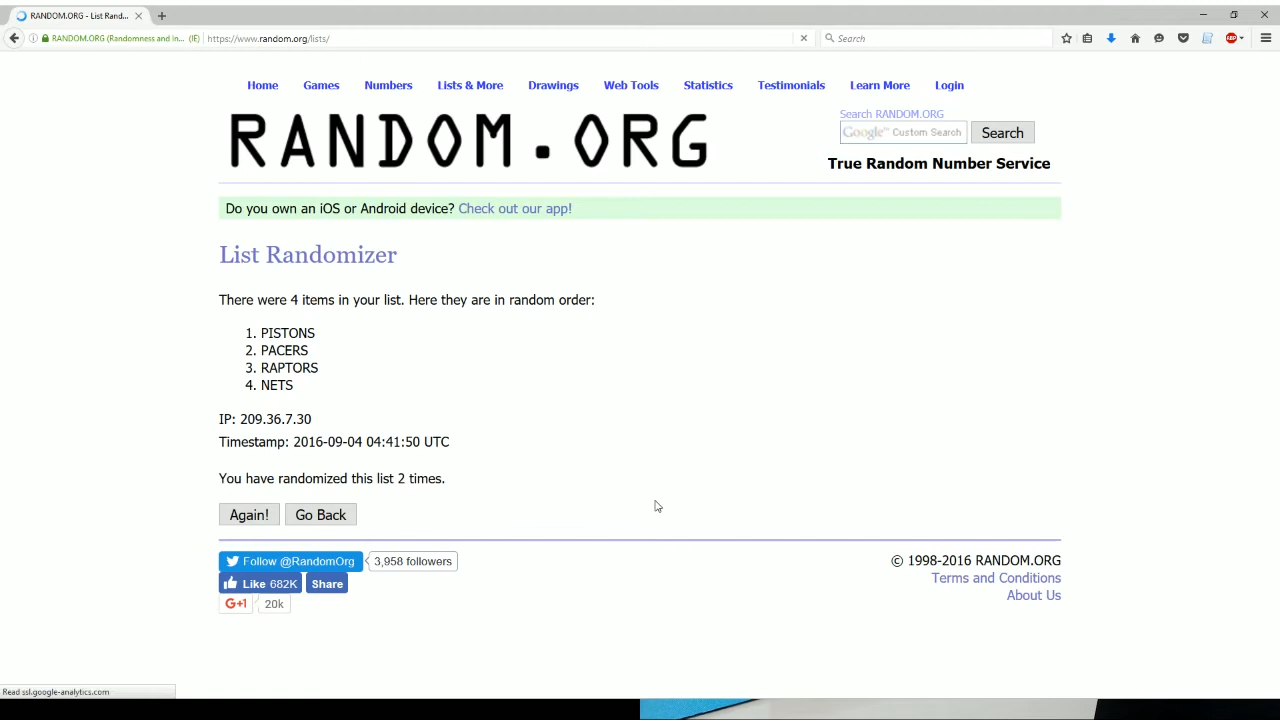 RANDOM.ORG - List Rand...
RANDOM.ORG (Randomness and In... (IE)
https://www.random.org/lists/
Search
ABP
Home Games Numbers Lists & More Drawings Web Tools Statistics Testimonials Learn More Login
RANDOM.ORG
Search RANDOM.ORG
Google™ Custom Search Search
True Random Number Service
Do you own an iOS or Android device? Check out our app!
List Randomizer
There were 4 items in your list. Here they are in random order:
1. PISTONS
2. PACERS
3. RAPTORS
4. NETS
IP: 209.36.7.30
Timestamp: 2016-09-04 04:41:50 UTC
You have randomized this list 2 times.
Again! Go Back
Follow @RandomOrg 3,958 followers
Like 682K Share
G+1 20k
© 1998-2016 RANDOM.ORG
Terms and Conditions
About Us
Read ssl.google-analytics.com